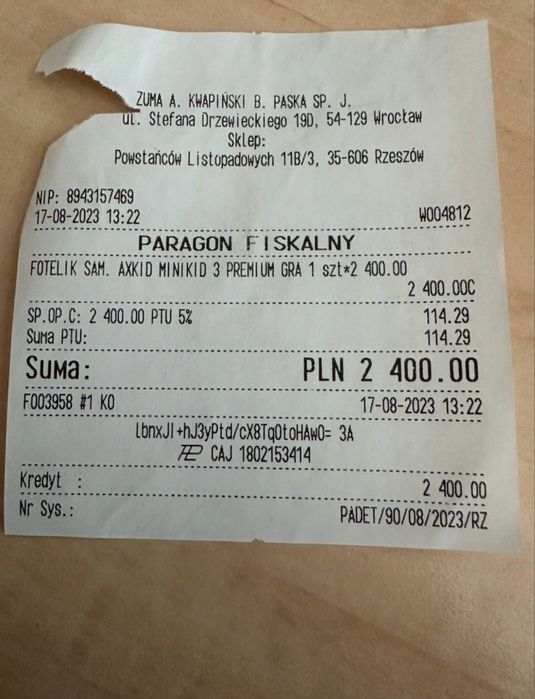 ZUMA A. KWAPIŃSKI B. PASKA SP. J.
ul. Stefana Drzewieckiego 19D, 54-129 Wrocław
Sklep:
Powstańców Listopadowych 11B/3, 35-606 Rzeszów
NIP: 8943157469
17-08-2023 13:22 W004812
PARAGON FISKALNY
FOTELIK SAM. AXKID MINIKID 3 PREMIUM GRA 1 szt*2 400.00
2 400.00C
SP.OP.C: 2 400.00 PTU 5% 114.29
Suma PTU: 114.29
Suma: PLN 2 400.00
F003958 #1 KO 17-08-2023 13:22
lbnxJI+hJ3yPtd/cX8TqOtoHAwO= 3A
CAJ 1802153414
Kredyt : 2 400.00
Nr Sys.: PADET/90/08/2023/RZ